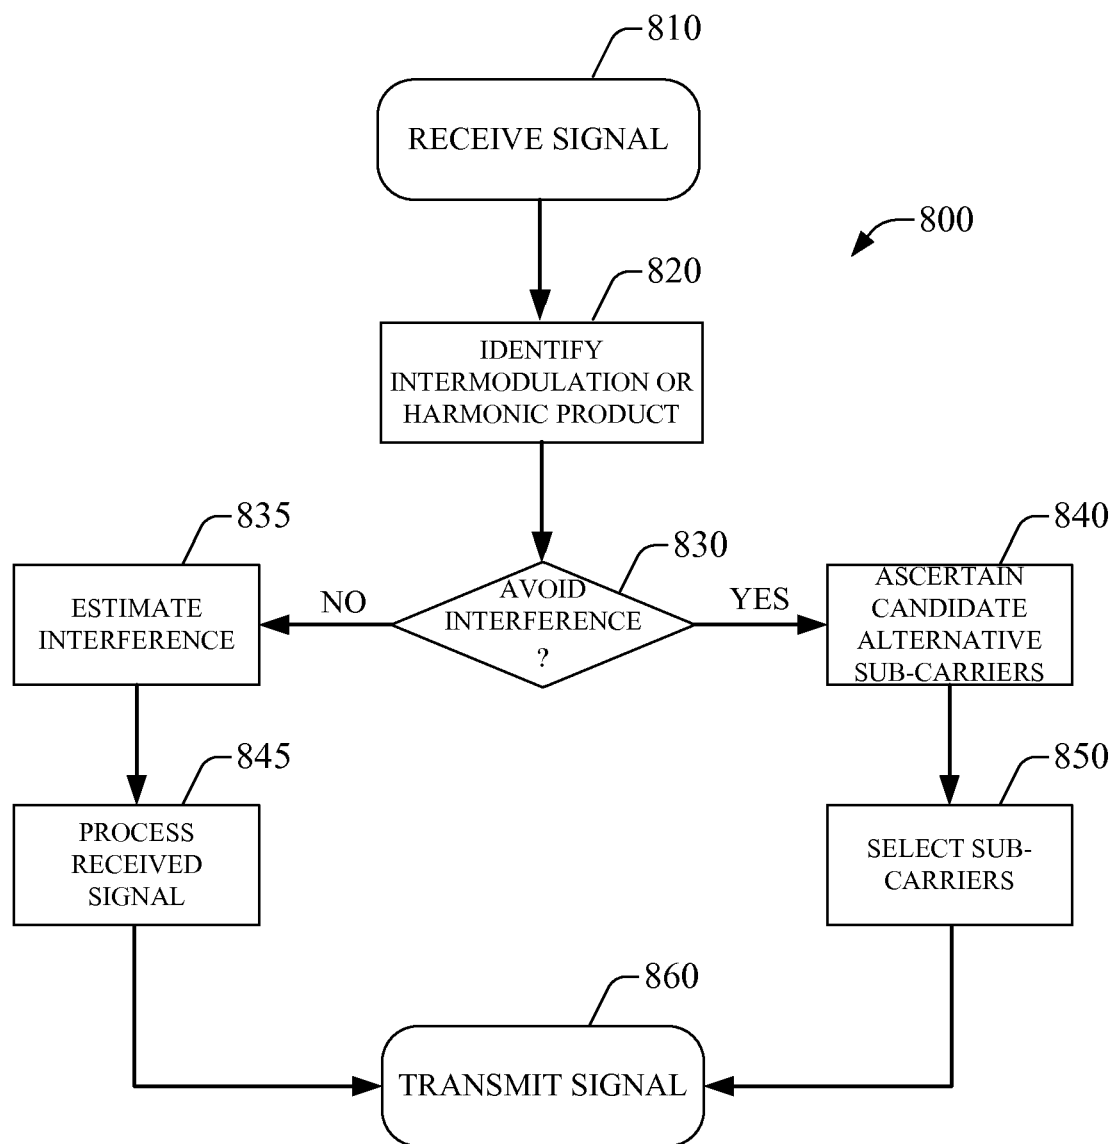 810
RECEIVE SIGNAL
800
820
IDENTIFY
INTERMODULATION OR
HARMONIC PRODUCT
835
830
840
ESTIMATE
INTERFERENCE
NO
AVOID
INTERFERENCE
?
YES
ASCERTAIN
CANDIDATE
ALTERNATIVE
SUB-CARRIERS
845
850
PROCESS
RECEIVED
SIGNAL
SELECT SUB-
CARRIERS
860
TRANSMIT SIGNAL